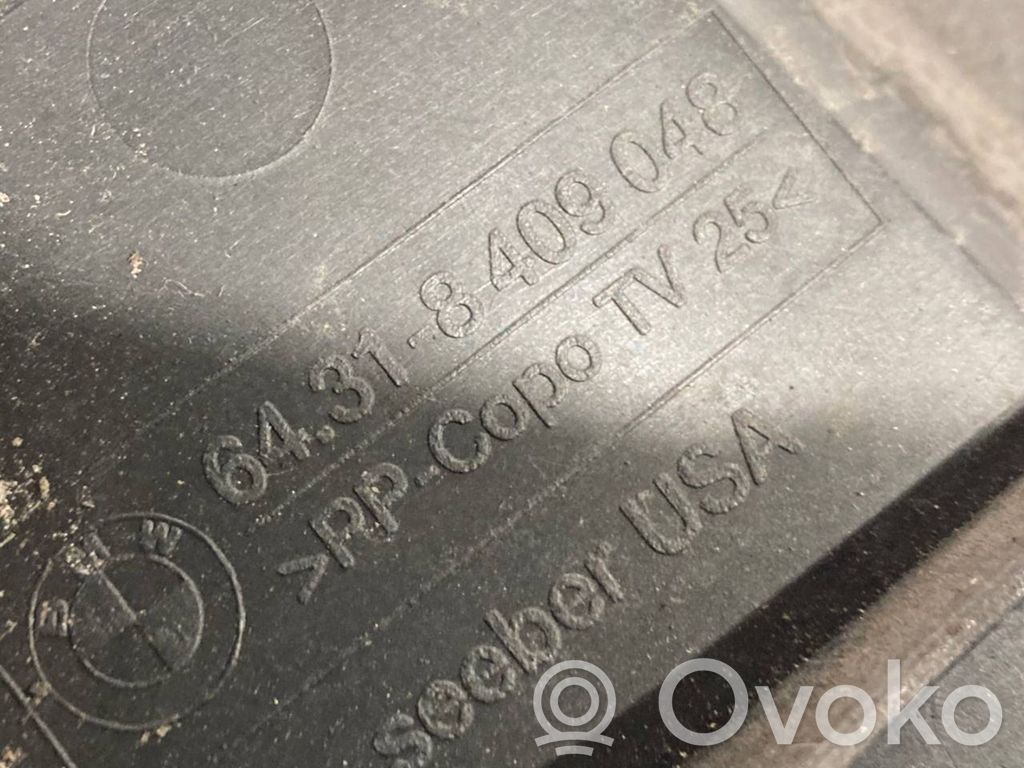 64.31-8 409 048
>PP-Copo TV 25<
seeber USA
BMW
OVOKO